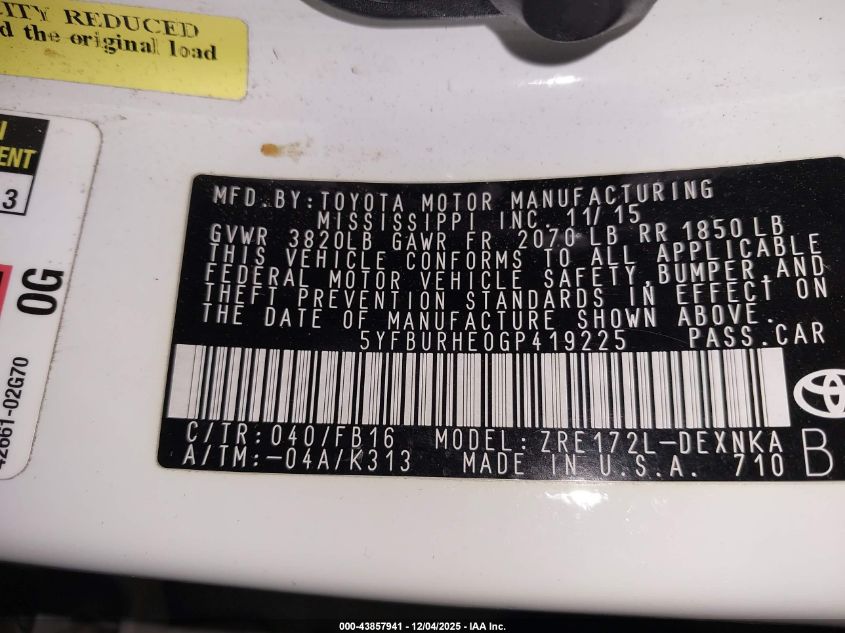 LITY REDUCED
d the original load
ENT
3
0G
42661-02G70
MFD.BY:TOYOTA MOTOR MANUFACTURING
MISSISSIPPI INC 11/15
GVWR 3820LB GAWR FR 2070 LB RR 1850 LB
THIS VEHICLE CONFORMS TO ALL APPLICABLE
FEDERAL MOTOR VEHICLE SAFETY,BUMPER,AND
THEFT PREVENTION STANDARDS IN EFFECT ON
THE DATE OF MANUFACTURE SHOWN ABOVE.
5YFBURHE0GP419225 PASS.CAR
C/TR:040/FB16 MODEL:ZRE172L-DEXNKA
A/TM:-04A/K313 MADE IN U.S.A. 710 B
000-43857941 - 12/04/2025 - IAA Inc.